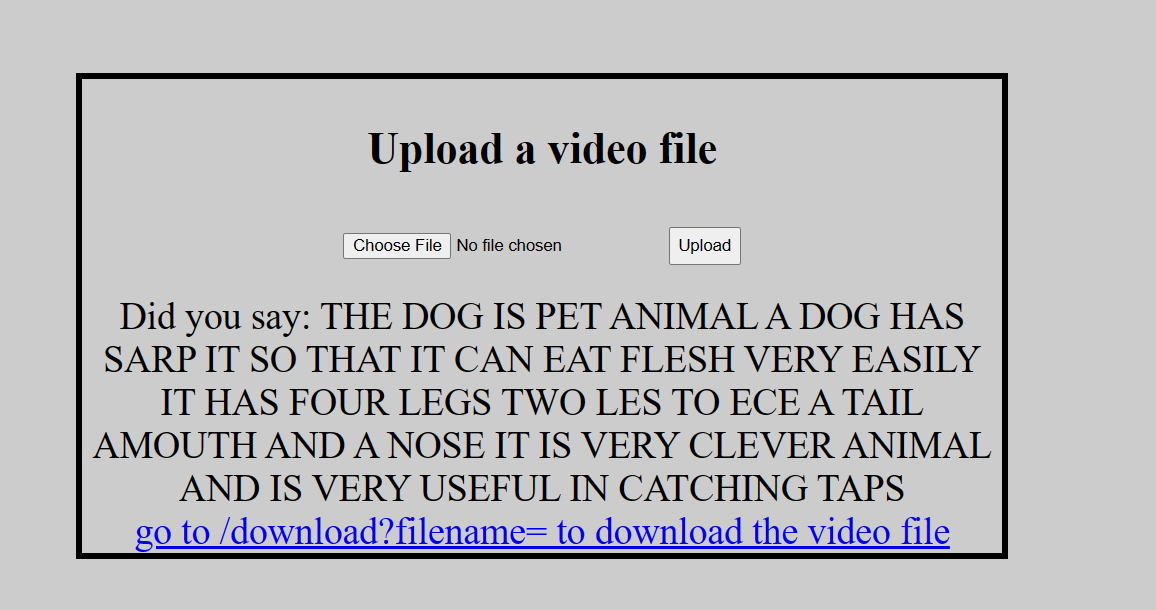 Upload a video file
Choose File No file chosen Upload
Did you say: THE DOG IS PET ANIMAL A DOG HAS
SARP IT SO THAT IT CAN EAT FLESH VERY EASILY
IT HAS FOUR LEGS TWO LES TO ECE A TAIL
AMOUTH AND A NOSE IT IS VERY CLEVER ANIMAL
AND IS VERY USEFUL IN CATCHING TAPS
go to /download?filename= to download the video file